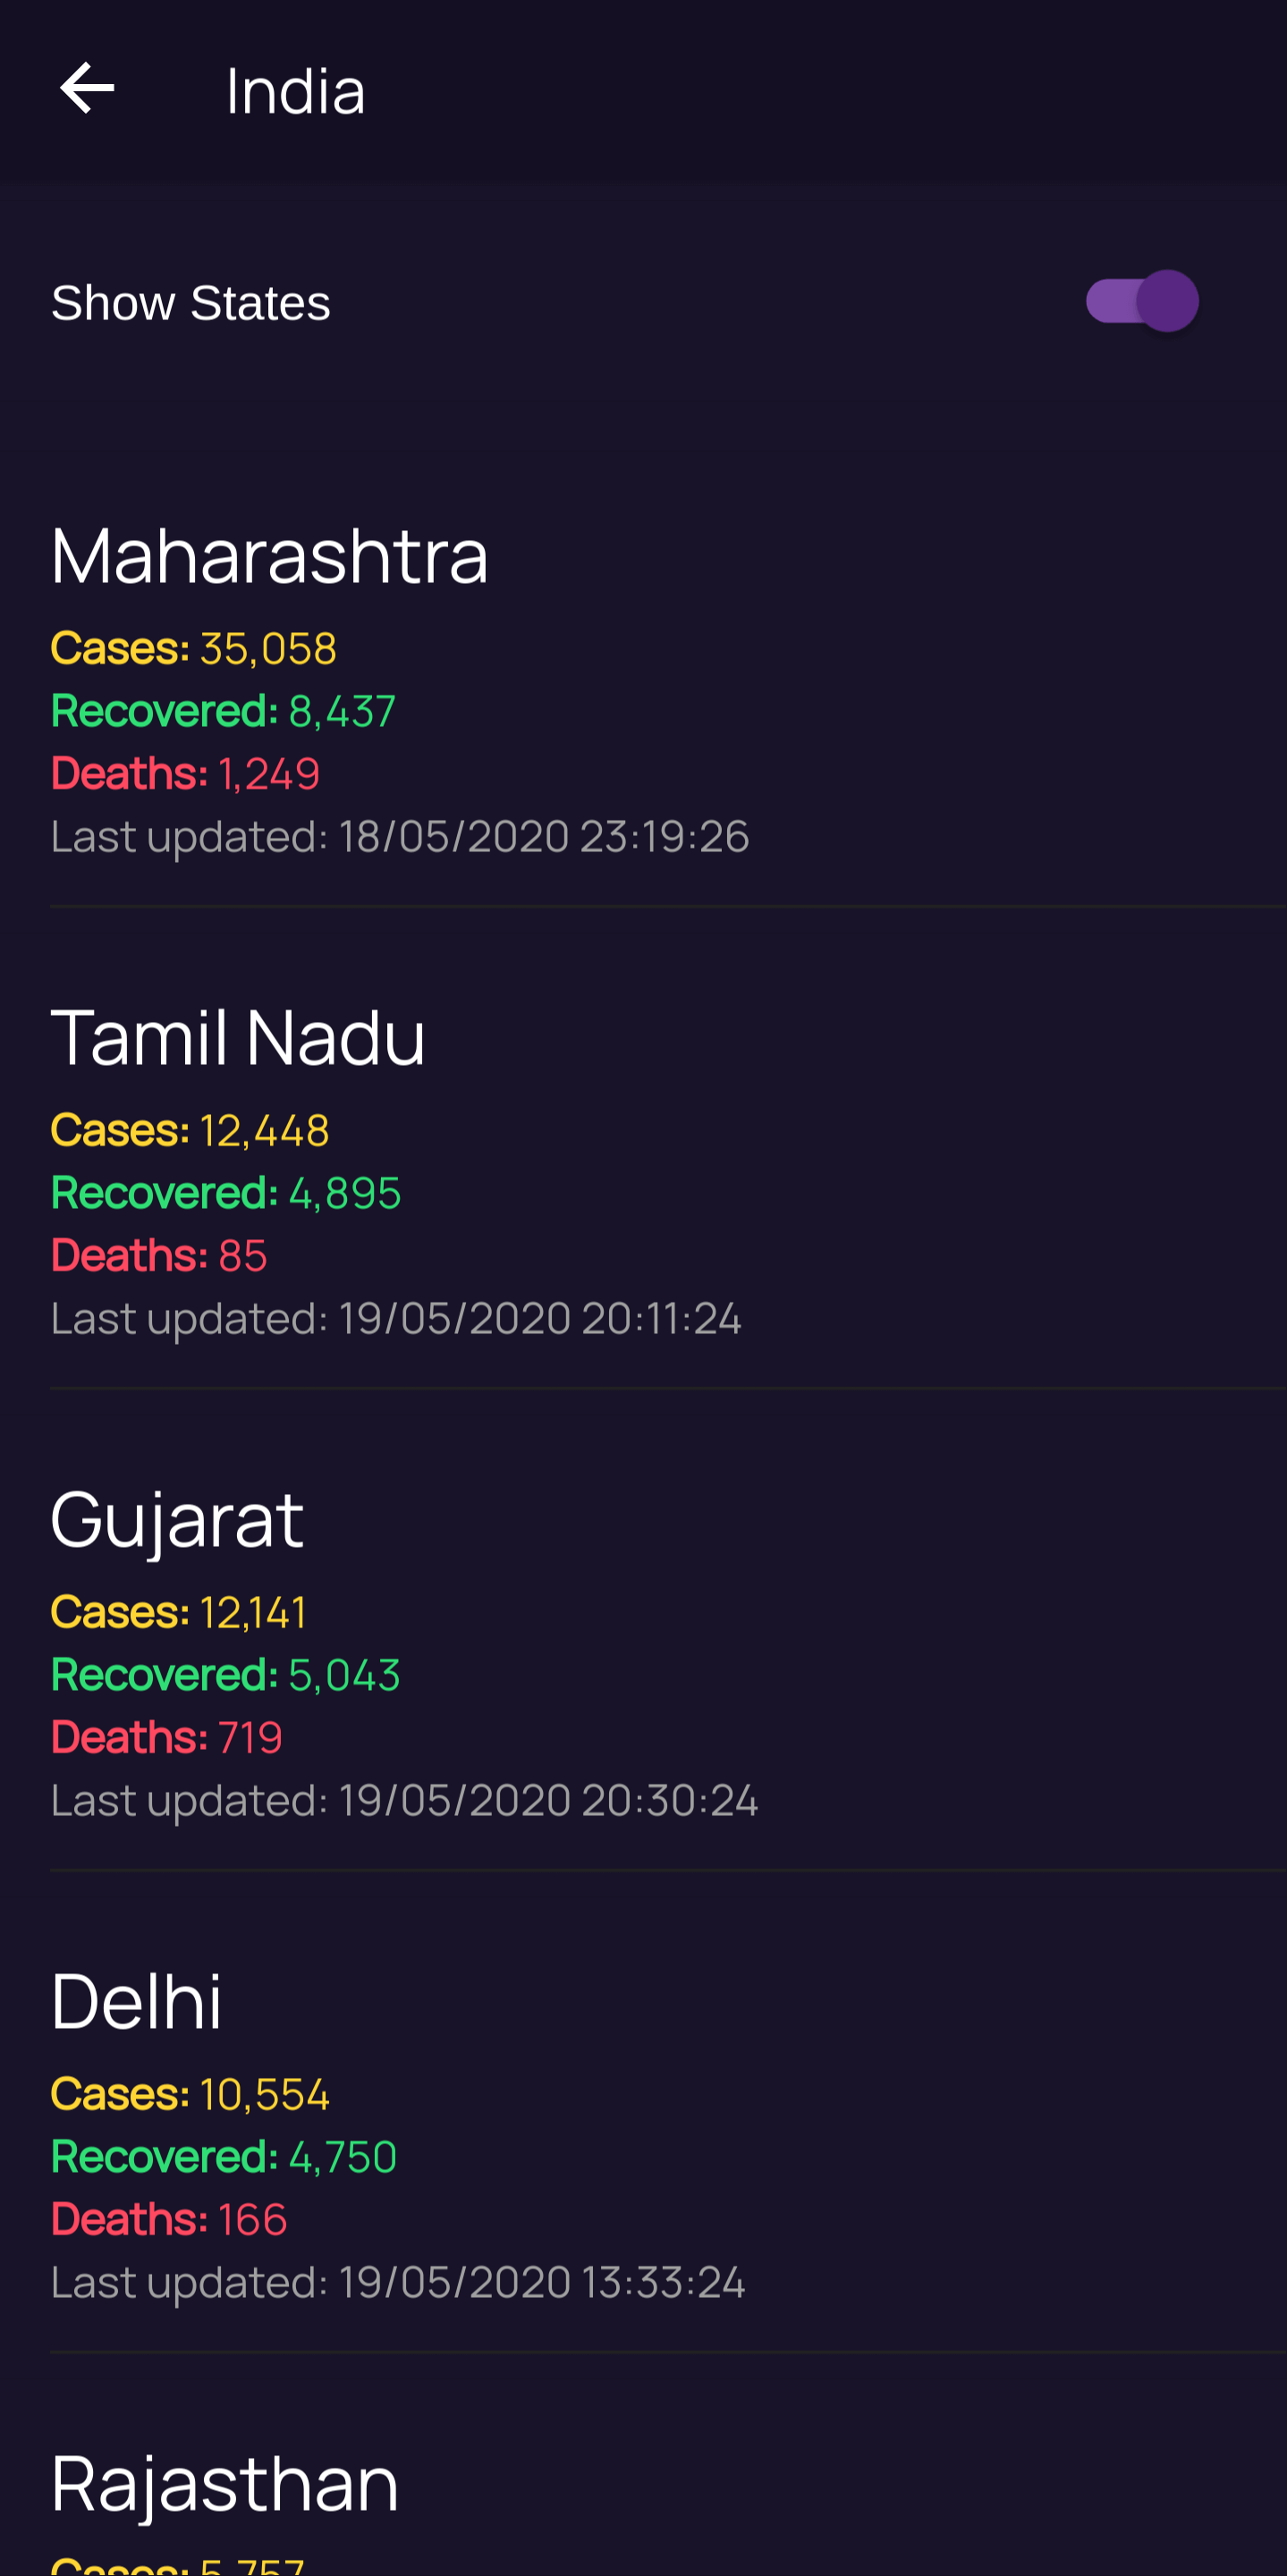 India
Show States
Maharashtra
Cases: 35,058
Recovered: 8,437
Deaths: 1,249
Last updated: 18/05/2020 23:19:26
Tamil Nadu
Cases: 12,448
Recovered: 4,895
Deaths: 85
Last updated: 19/05/2020 20:11:24
Gujarat
Cases: 12,141
Recovered: 5,043
Deaths: 719
Last updated: 19/05/2020 20:30:24
Delhi
Cases: 10,554
Recovered: 4,750
Deaths: 166
Last updated: 19/05/2020 13:33:24
Rajasthan
Cases: 5,757